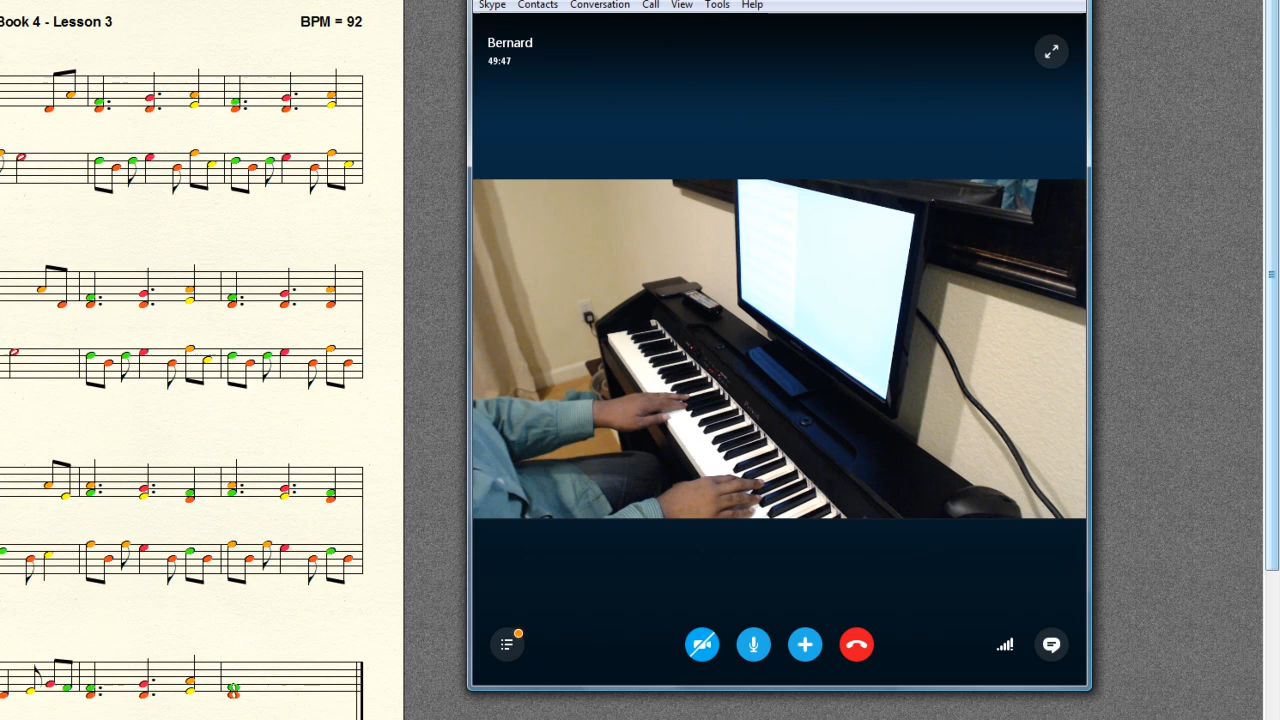 Book 4 - Lesson 3
BPM = 92
Skype Contacts Conversation Call View Tools Help
Bernard
49:47